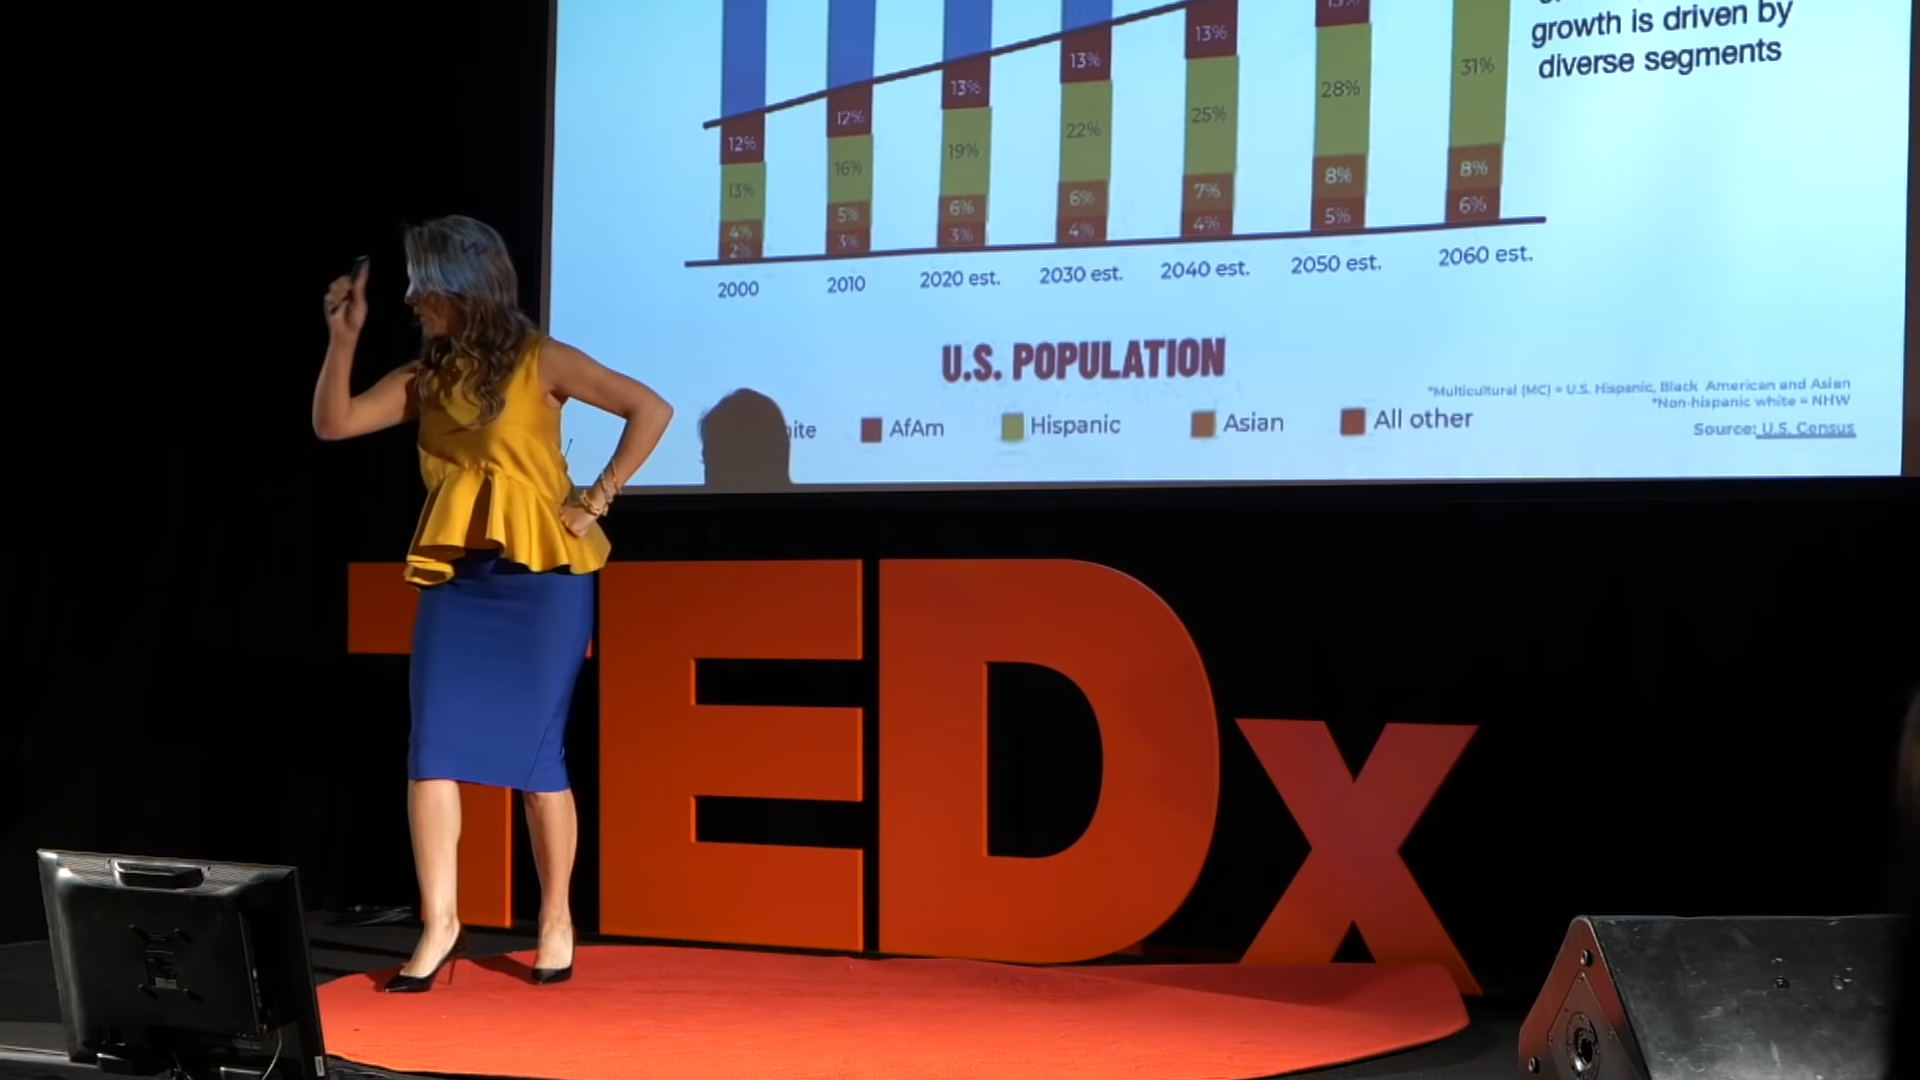 growth is driven by
diverse segments
13%
13% 31%
13% 28%
13% 22% 25%
12% 19%
12% 16% 8% 8%
13% 6% 6% 7% 5% 6%
4% 5% 3% 4% 4%
2% 3%
2000 2010 2020 est. 2030 est. 2040 est. 2050 est. 2060 est.
U.S. POPULATION
*Multicultural (MC) = U.S. Hispanic, Black American and Asian
*Non-hispanic white = NHW
AfAm Hispanic Asian All other
Source: U.S. Census
TEDx